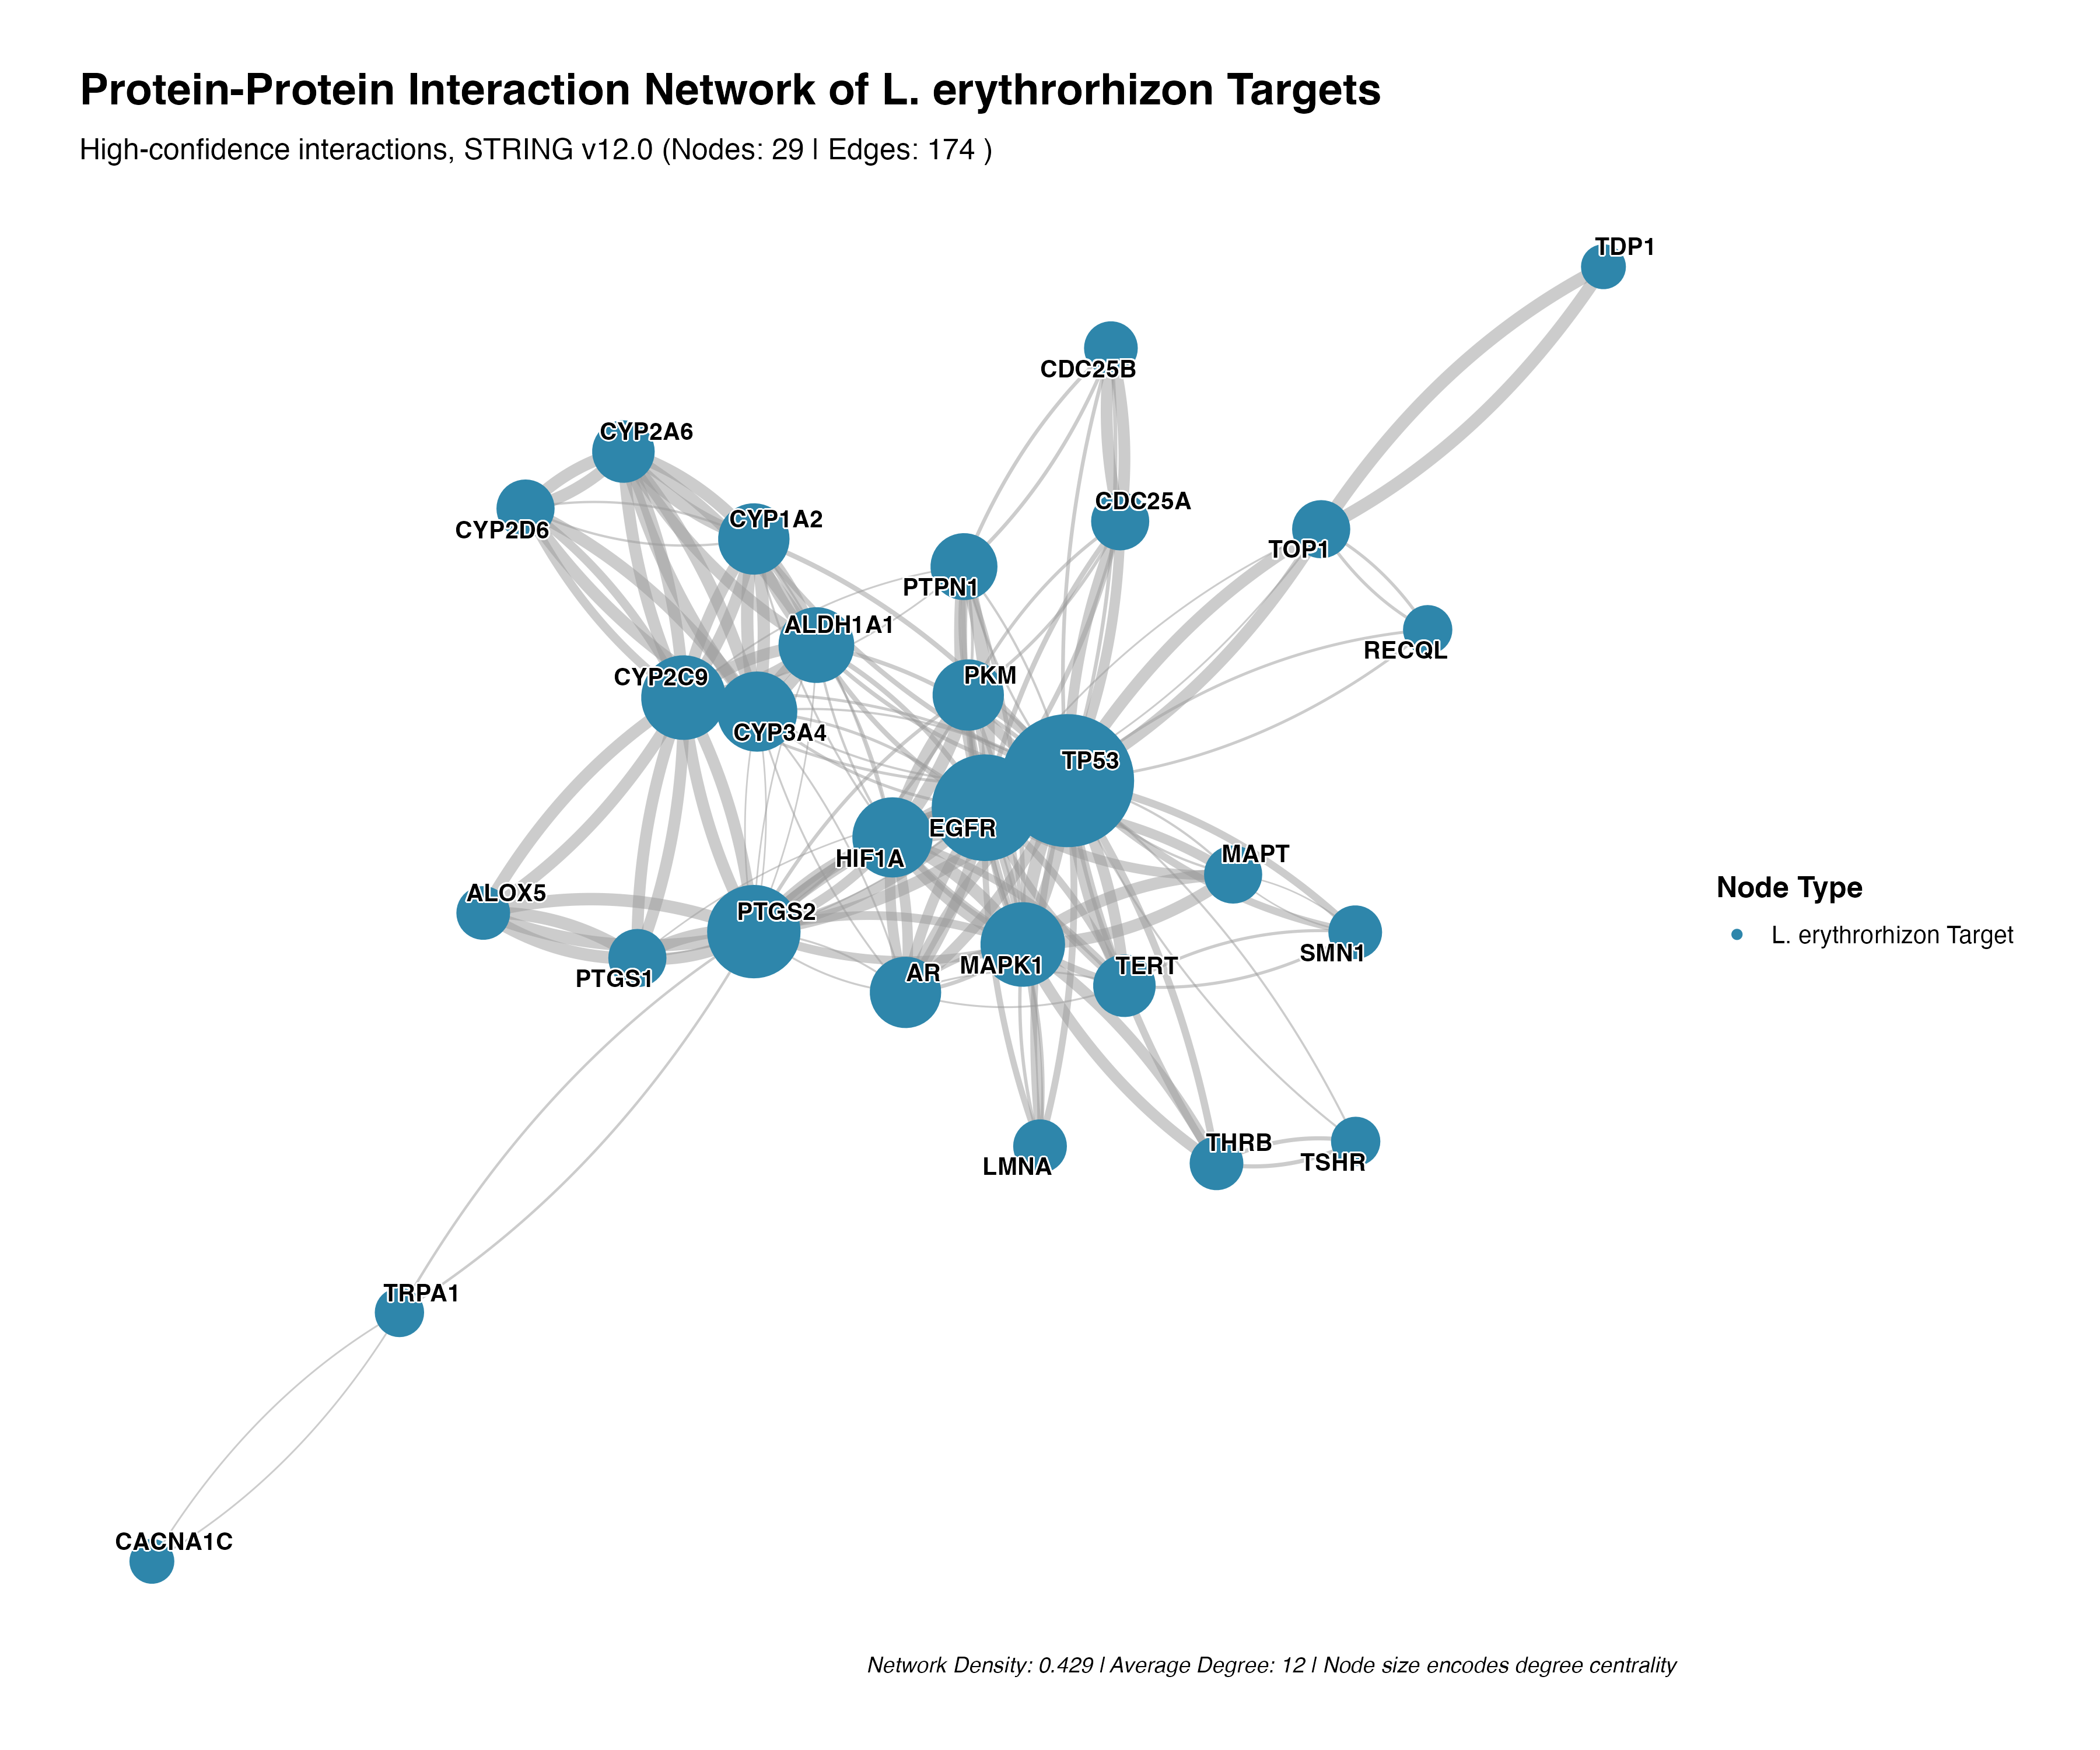 Protein-Protein Interaction Network of L. erythrorhizon Targets
High-confidence interactions, STRING v12.0 (Nodes: 29 | Edges: 174 )
TDP1
CDC25B
CYP2A6
CDC25A
CYP1A2
CYP2D6
TOP1
PTPN1
ALDH1A1
RECQL
PKM
CYP2C9
CYP3A4
TP53
EGFR
MAPT
HIF1A
Node Type
ALOX5
PTGS2
L. erythrorhizon Target
SMN1
MAPK1
TERT
AR
PTGS1
THRB
TSHR
LMNA
TRPA1
CACNA1C
Network Density: 0.429 | Average Degree: 12 | Node size encodes degree centrality